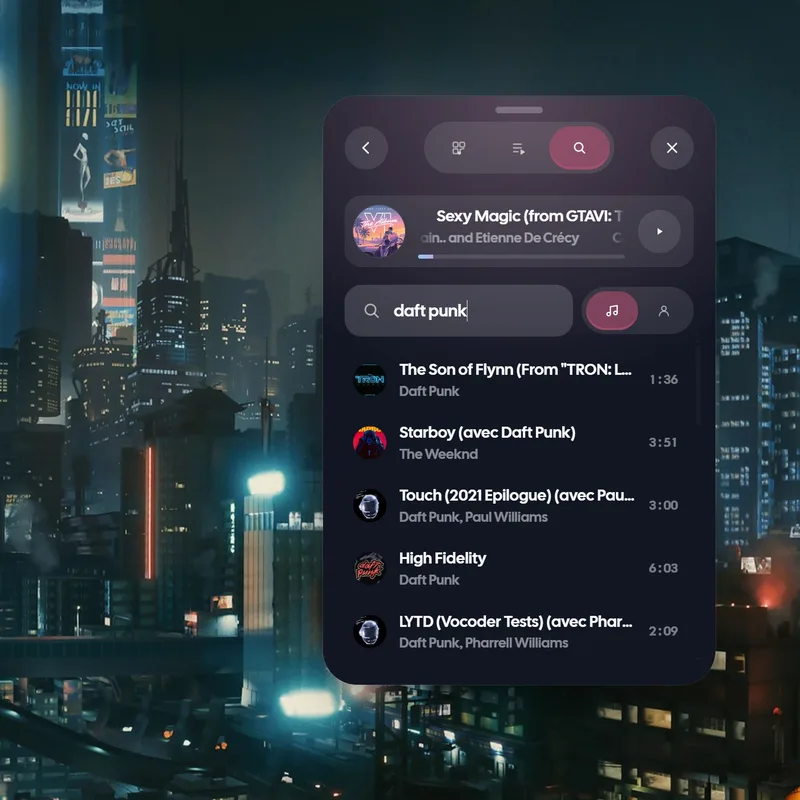 NOW IN
Sexy Magic (from GTAVI: T
ain.. and Etienne De Crécy C
daft punk
The Son of Flynn (From "TRON: L...
Daft Punk
1:36
Starboy (avec Daft Punk)
The Weeknd
3:51
Touch (2021 Epilogue) (avec Pau...
Daft Punk, Paul Williams
3:00
High Fidelity
Daft Punk
6:03
LYTD (Vocoder Tests) (avec Phar...
Daft Punk, Pharrell Williams
2:09